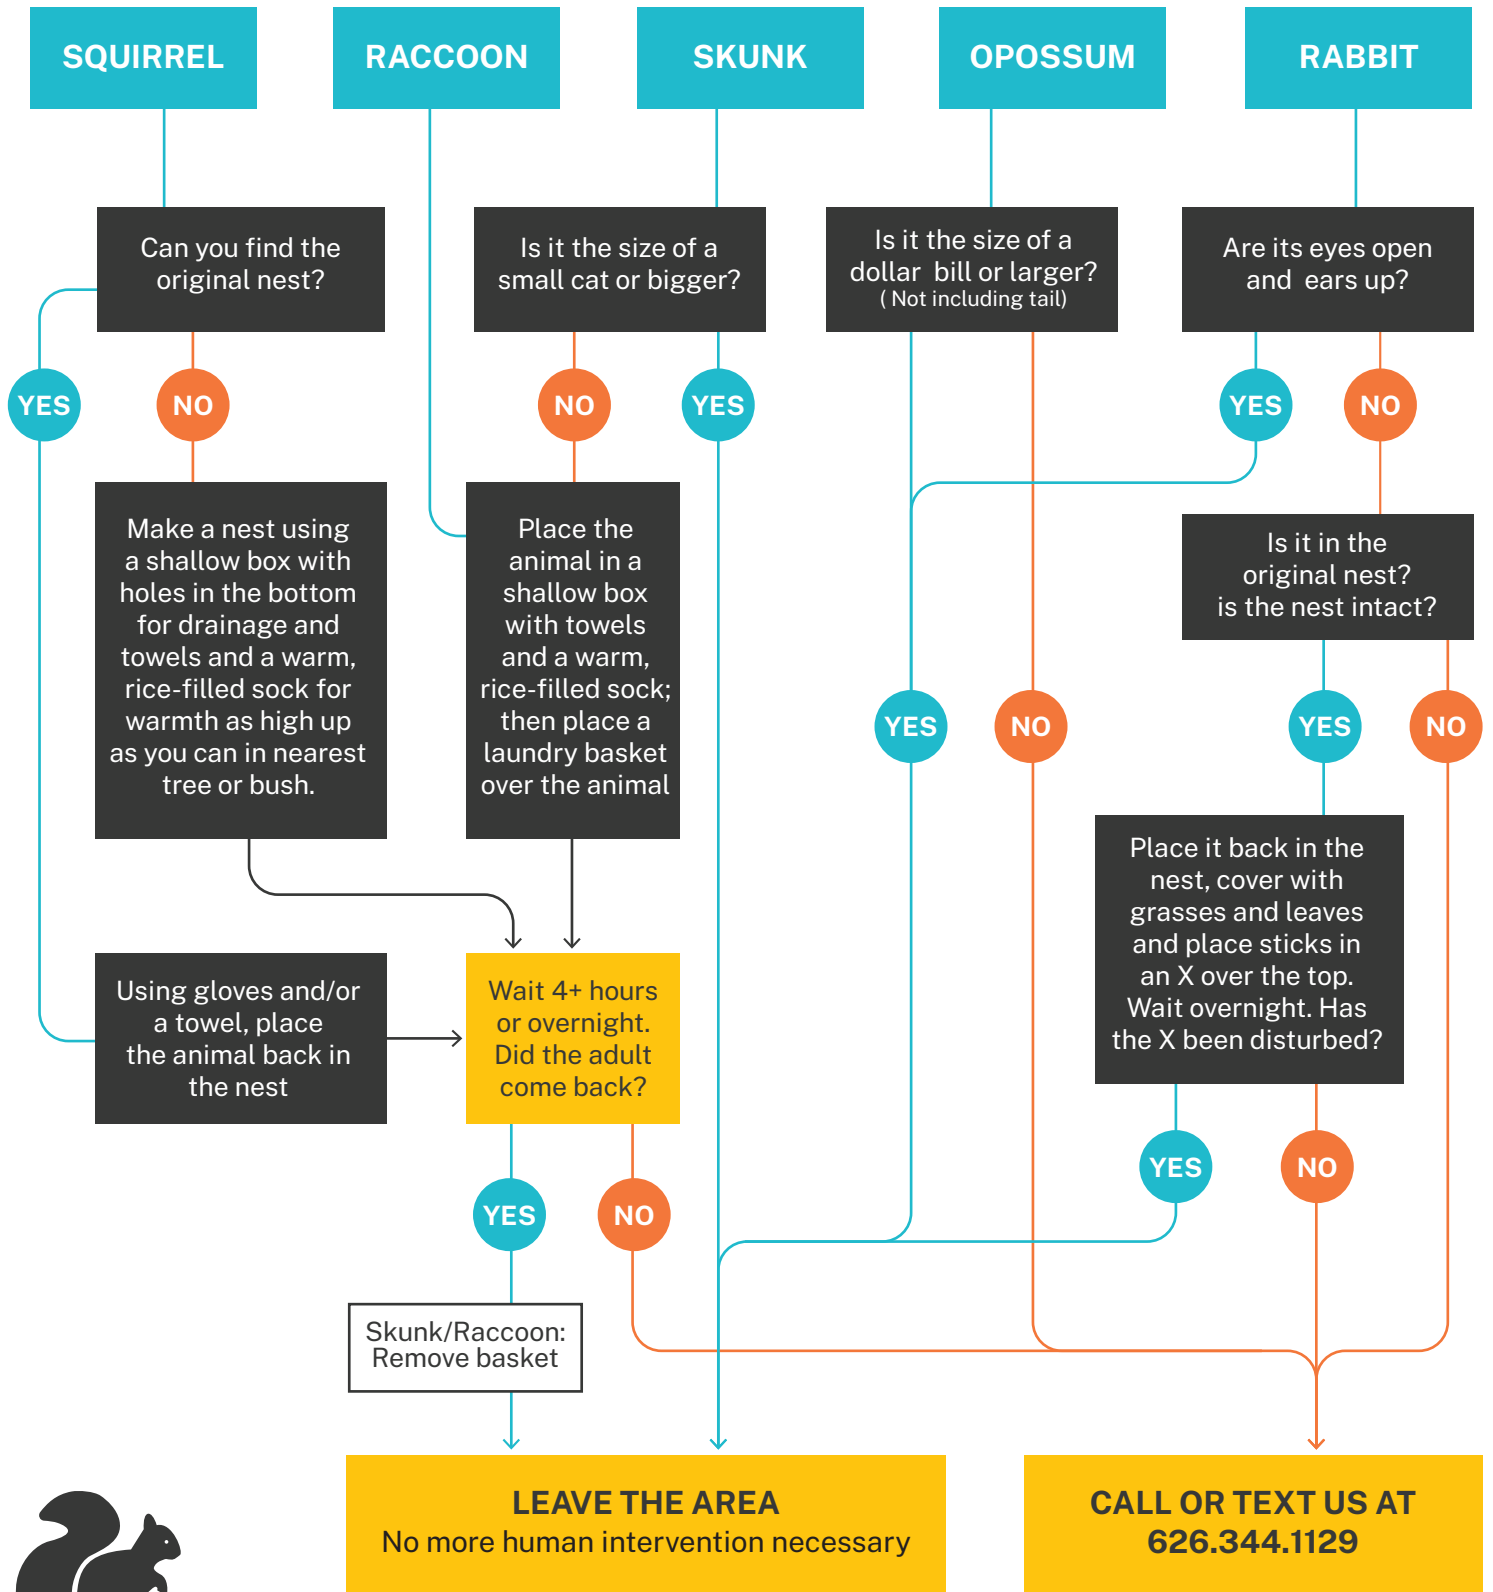 SQUIRREL
RACCOON
SKUNK
OPOSSUM
RABBIT
Can you find the
original nest?
Is it the size of a
small cat or bigger?
Is it the size of a
dollar bill or larger?
( Not including tail)
Are its eyes open
and ears up?
YES
NO
NO
YES
YES
NO
Make a nest using
a shallow box with
holes in the bottom
for drainage and
towels and a warm,
rice-filled sock for
warmth as high up
as you can in nearest
tree or bush.
Place the
animal in a
shallow box
with towels
and a warm,
rice-filled sock;
then place a
laundry basket
over the animal
Is it in the
original nest?
is the nest intact?
YES
NO
YES
NO
Place it back in the
nest, cover with
grasses and leaves
and place sticks in
an X over the top.
Wait overnight. Has
the X been disturbed?
Using gloves and/or
a towel, place
the animal back in
the nest
Wait 4+ hours
or overnight.
Did the adult
come back?
YES
NO
YES
NO
Skunk/Raccoon:
Remove basket
LEAVE THE AREA
No more human intervention necessary
CALL OR TEXT US AT
626.344.1129